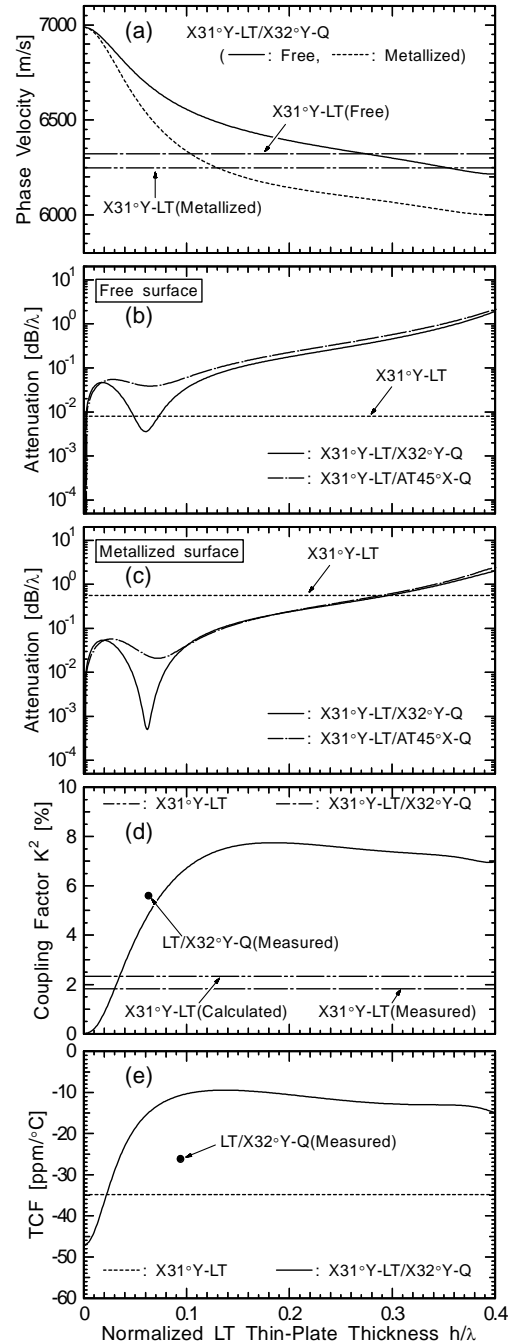 (a)
X31°Y-LT/X32°Y-Q
( : Free, : Metallized)
X31°Y-LT(Free)
X31°Y-LT(Metallized)
Phase Velocity [m/s]
7000
6500
6000
(b)
Free surface
X31°Y-LT
: X31°Y-LT/X32°Y-Q
: X31°Y-LT/AT45°X-Q
Attenuation [dB/λ]
10¹
10⁰
10⁻¹
10⁻²
10⁻³
10⁻⁴
(c)
Metallized surface
X31°Y-LT
: X31°Y-LT/X32°Y-Q
: X31°Y-LT/AT45°X-Q
Attenuation [dB/λ]
10¹
10⁰
10⁻¹
10⁻²
10⁻³
10⁻⁴
(d)
: X31°Y-LT : X31°Y-LT/X32°Y-Q
LT/X32°Y-Q(Measured)
X31°Y-LT(Calculated) X31°Y-LT(Measured)
Coupling Factor K² [%]
10
8
6
4
2
0
(e)
LT/X32°Y-Q(Measured)
: X31°Y-LT : X31°Y-LT/X32°Y-Q
TCF [ppm/°C]
0
-10
-20
-30
-40
-50
-60
0 0.1 0.2 0.3 0.4
Normalized LT Thin-Plate Thickness h/λ